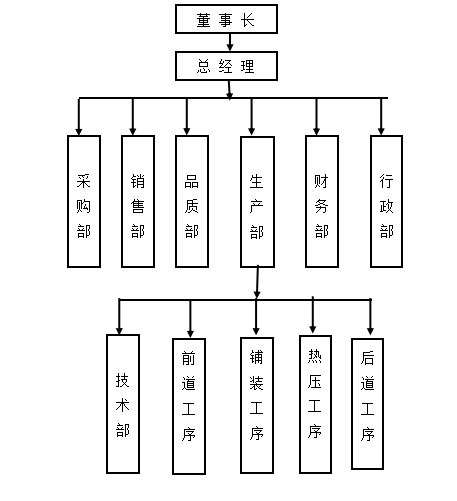 董事长
总经理
采购部
销售部
品质部
生产部
财务部
行政部
技术部
前道工序
铺装工序
热压工序
后道工序